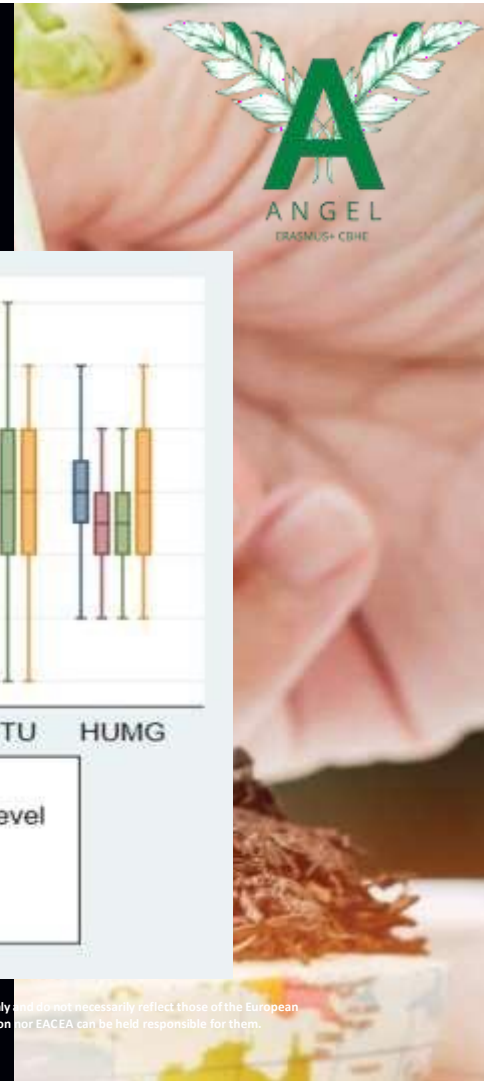 A
ANGEL
ERASMUS+ CBHE
TU HUMG
evel
ly and do not necessarily reflect those of the European
on nor EACEA can be held responsible for them.